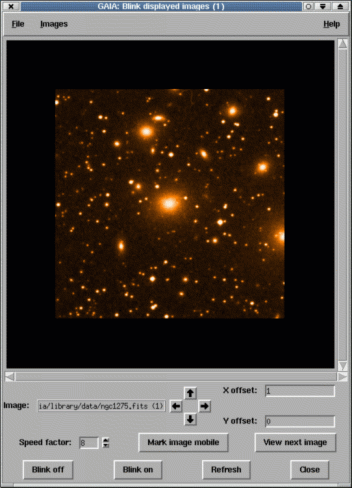 GAIA: Blink displayed images (1)
File Images Help
X offset: 1
Image: ia/library/data/ngc1275.fits (1)
Y offset: 0
Speed factor: 8 Mark image mobile View next image
Blink off Blink on Refresh Close